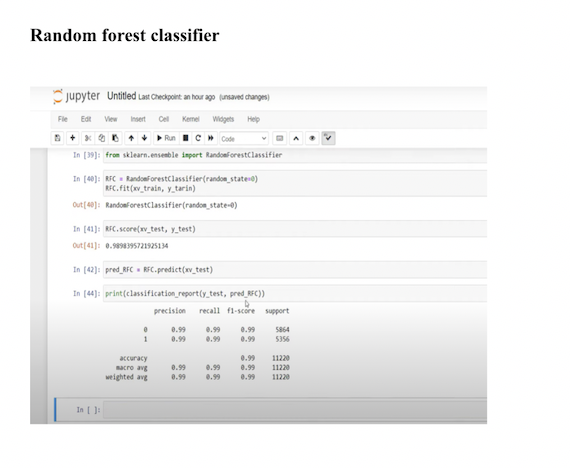 Random forest classifier
jupyter Untitled Last Checkpoint: an hour ago (unsaved changes)
File Edit View Insert Cell Kernel Widgets Help
Run Code
In [39]: from sklearn.ensemble import RandomForestClassifier
In [40]: RFC = RandomForestClassifier(random_state=0)
RFC.fit(xv_train, y_tarin)
Out[40]: RandomForestClassifier(random_state=0)
In [41]: RFC.score(xv_test, y_test)
Out[41]: 0.9898395721925134
In [42]: pred_RFC = RFC.predict(xv_test)
In [44]: print(classification_report(y_test, pred_RFC))
precision recall f1-score support
0 0.99 0.99 0.99 5864
1 0.99 0.99 0.99 5356
accuracy 0.99 11220
macro avg 0.99 0.99 0.99 11220
weighted avg 0.99 0.99 0.99 11220
In [ ]: